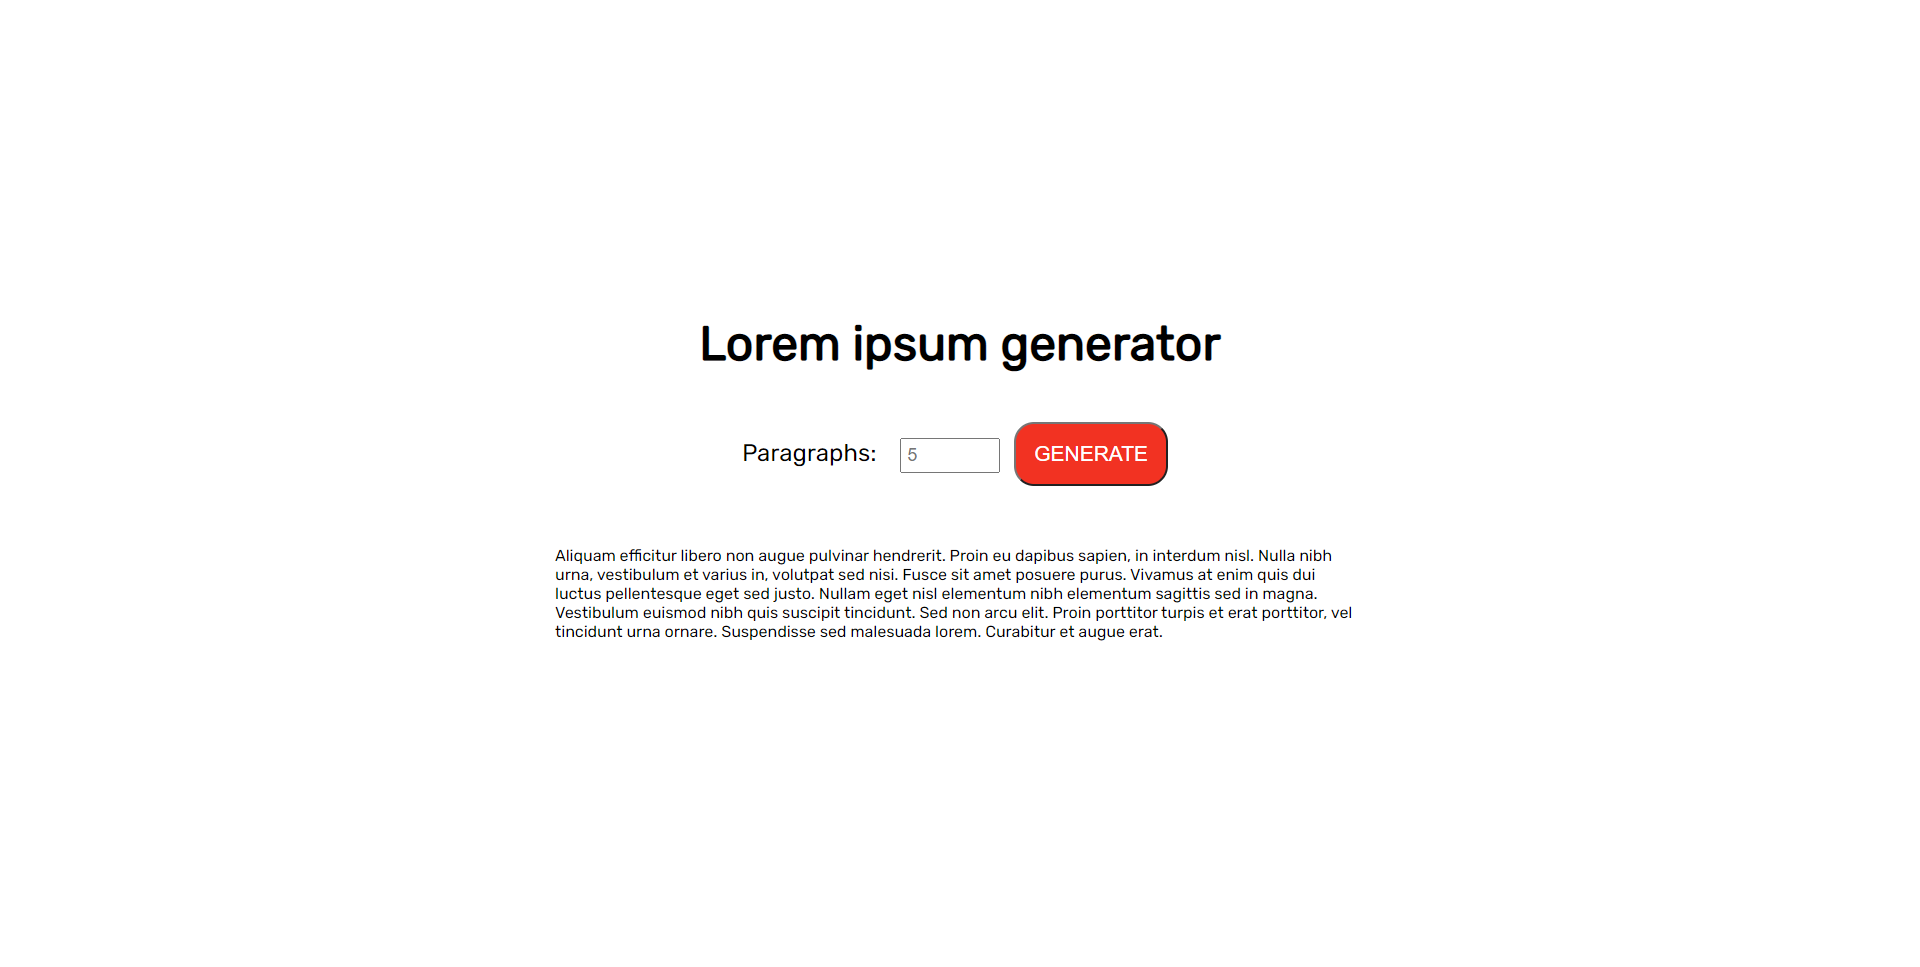 Lorem ipsum generator
Paragraphs: 5 GENERATE
Aliquam efficitur libero non augue pulvinar hendrerit. Proin eu dapibus sapien, in interdum nisl. Nulla nibh
urna, vestibulum et varius in, volutpat sed nisi. Fusce sit amet posuere purus. Vivamus at enim quis dui
luctus pellentesque eget sed justo. Nullam eget nisl elementum nibh elementum sagittis sed in magna.
Vestibulum euismod nibh quis suscipit tincidunt. Sed non arcu elit. Proin porttitor turpis et erat porttitor, vel
tincidunt urna ornare. Suspendisse sed malesuada lorem. Curabitur et augue erat.